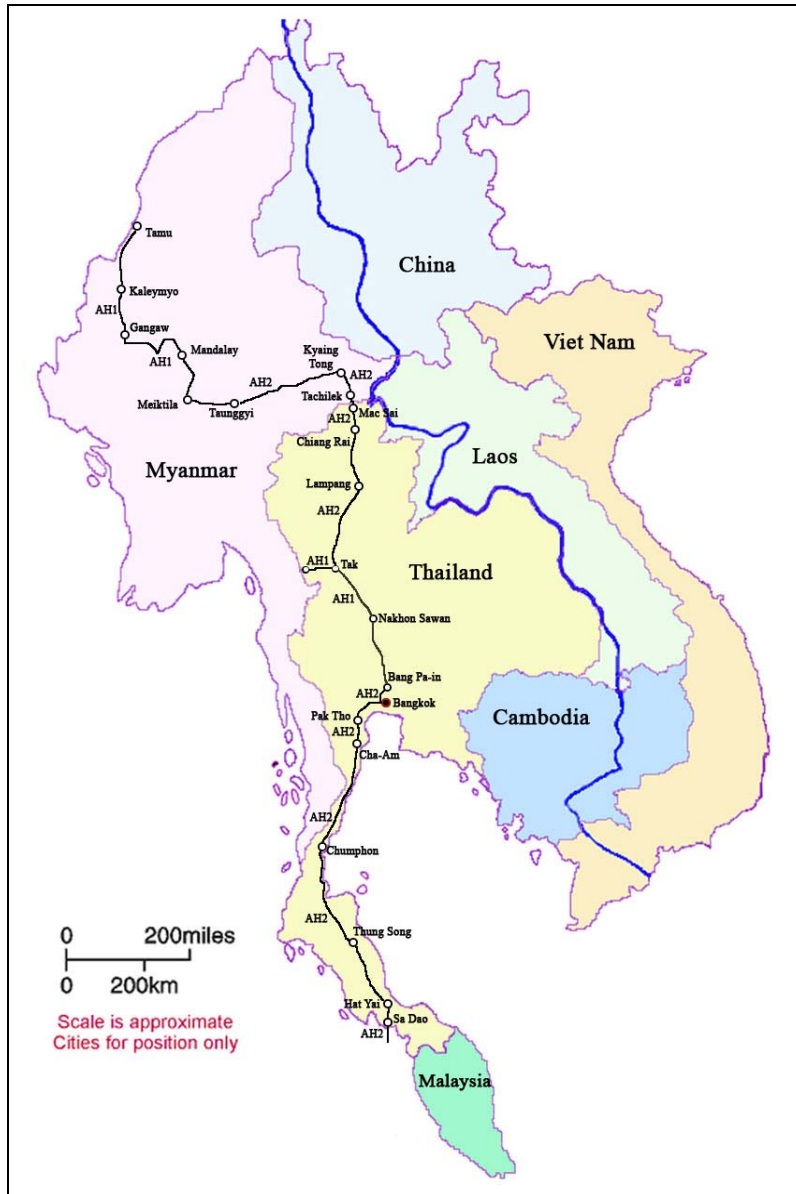 Tamu
China
Kaleymyo
AH1
Gangaw
Viet Nam
Mandalay
Kyaing
Tong
AH1
AH2
AH2
Tachilek
Meiktila
Taunggyi
Mac Sai
AH2
Chiang Rai
Laos
Myanmar
Lampang
AH2
AH1
Tak
Thailand
AH1
Nakhon Sawan
Bang Pa-in
AH2
Bangkok
Pak Tho
Cambodia
AH2
Cha-Am
AH2
Chumphon
AH2
Thung Song
0 200miles
0 200km
Hat Yai
Sa Dao
AH2
Scale is approximate
Cities for position only
Malaysia